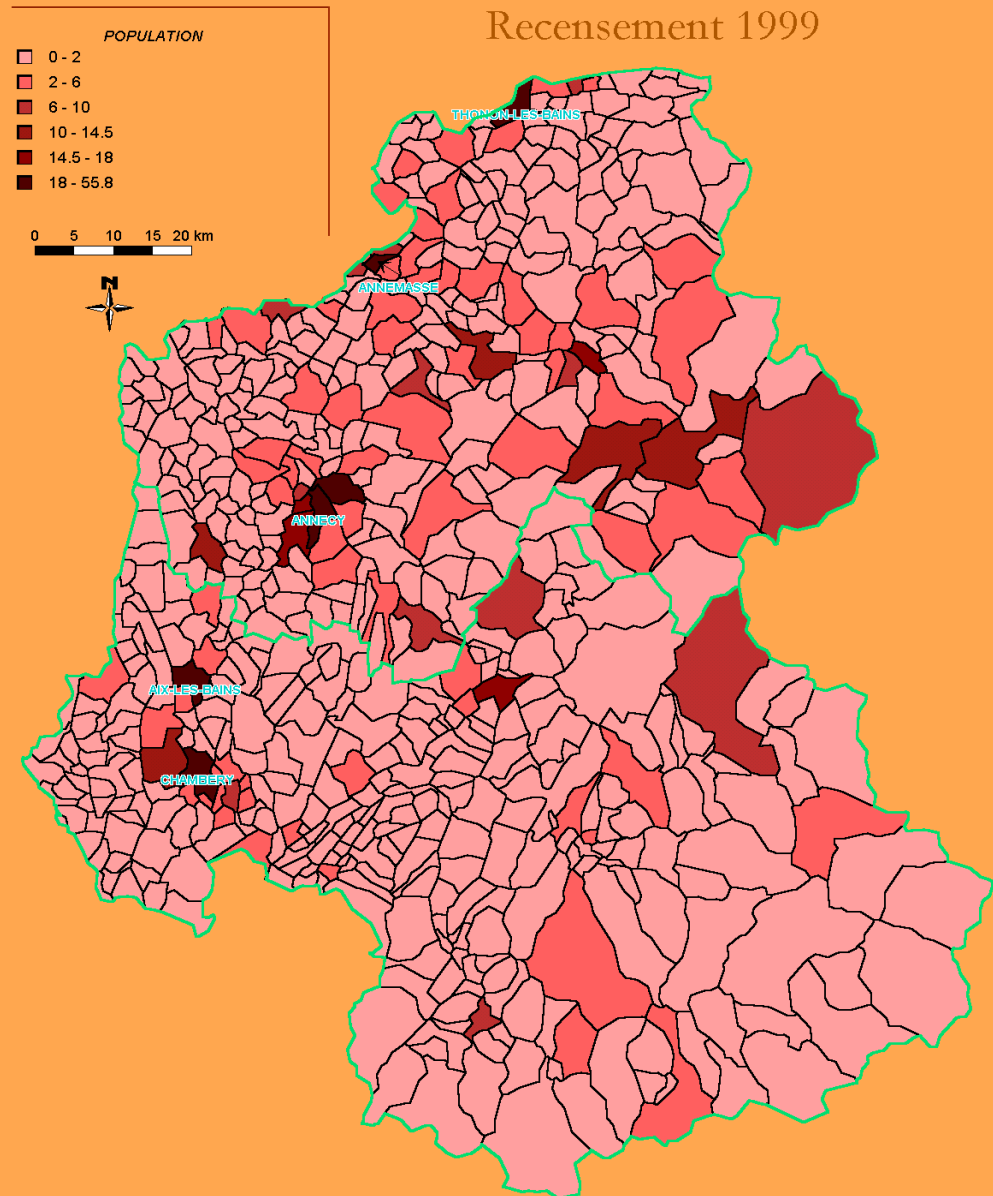 Recensement 1999
POPULATION
0 - 2
2 - 6
6 - 10
10 - 14.5
14.5 - 18
18 - 55.8
0 5 10 15 20 km
N
THONON-LES-BAINS
ANNEMASSE
ANNECY
AIX-LES-BAINS
CHAMBERY